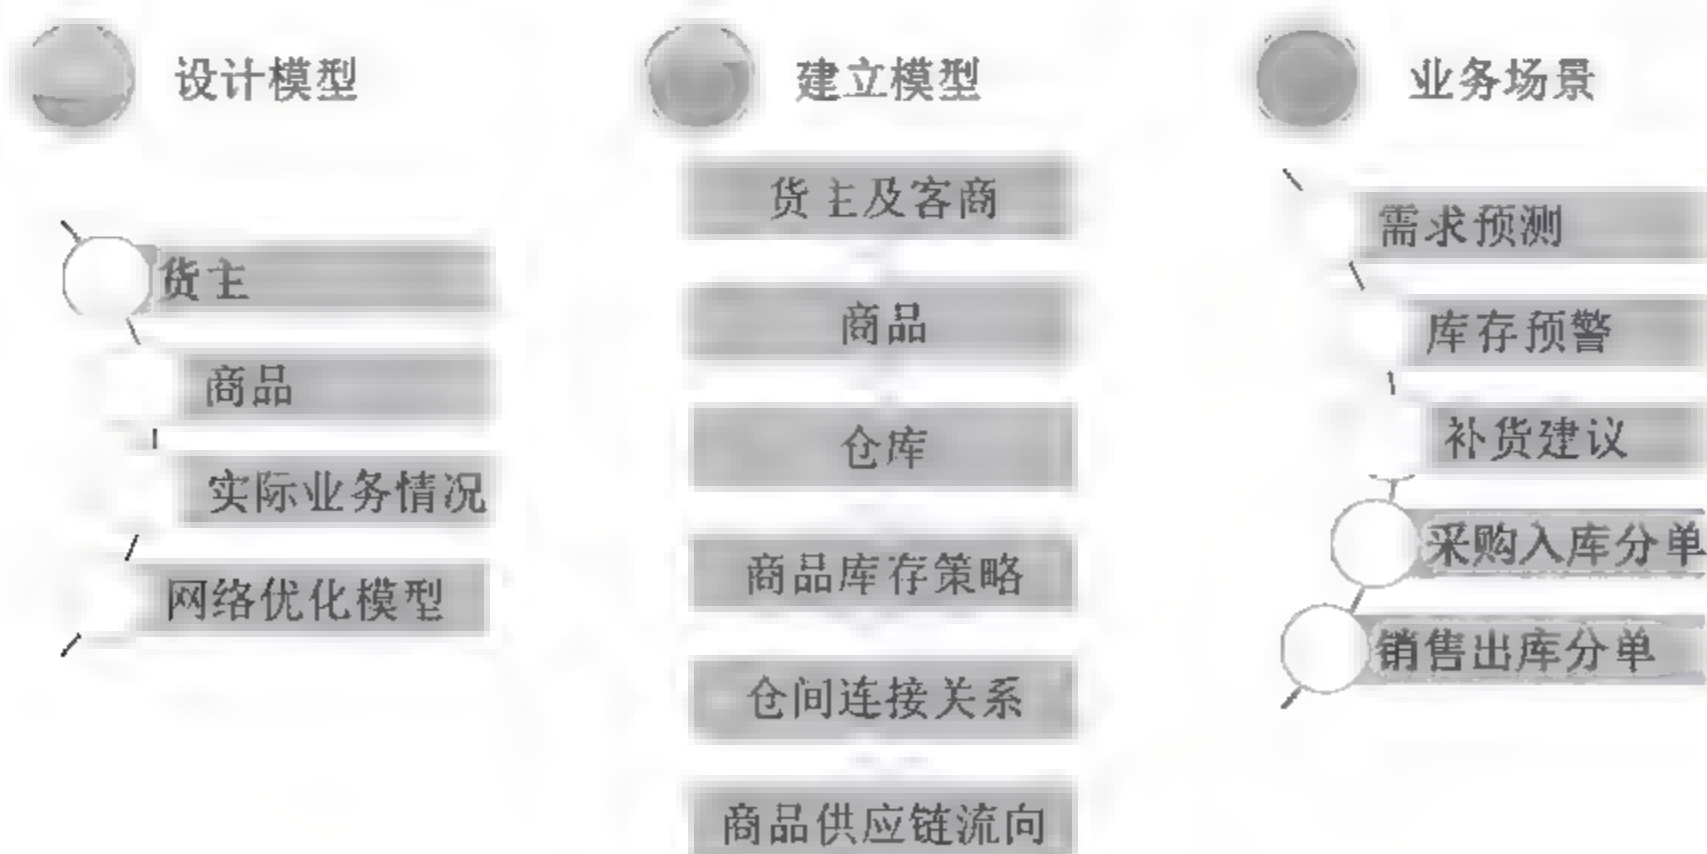 设计模型
货主
商品
实际业务情况
网络优化模型
建立模型
货主及客商
商品
仓库
商品库存策略
仓间连接关系
商品供应链流向
业务场景
需求预测
库存预警
补货建议
采购入库分单
销售出库分单